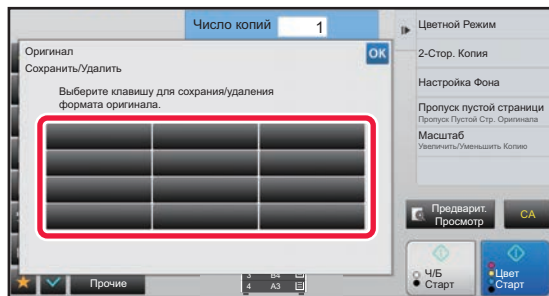 Число копий 1
Оригинал
OK
Сохранить/Удалить
Выберите клавишу для сохрания/удаления
формата оригинала.
Цветной Режим
2-Стор. Копия
Настройка Фона
Пропуск пустой страници
Пропуск Пустой Стр. Оригинала
Масштаб
Увеличить/Уменьшить Копию
Предварит.
Просмотр
CA
Ч/Б
Старт
Цвет
Старт
Прочие
3 B4
4 A3